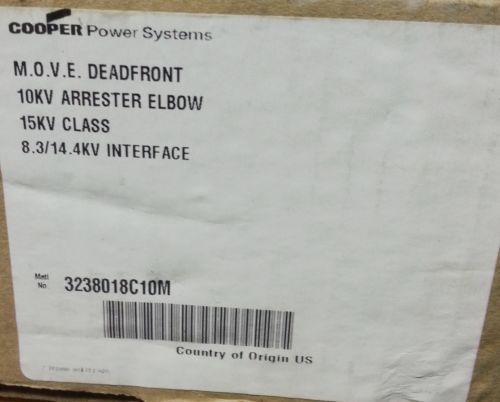 COOPER Power Systems
M.O.V.E. DEADFRONT
10KV ARRESTER ELBOW
15KV CLASS
8.3/14.4KV INTERFACE
Matl
No. 3238018C10M
Country of Origin US